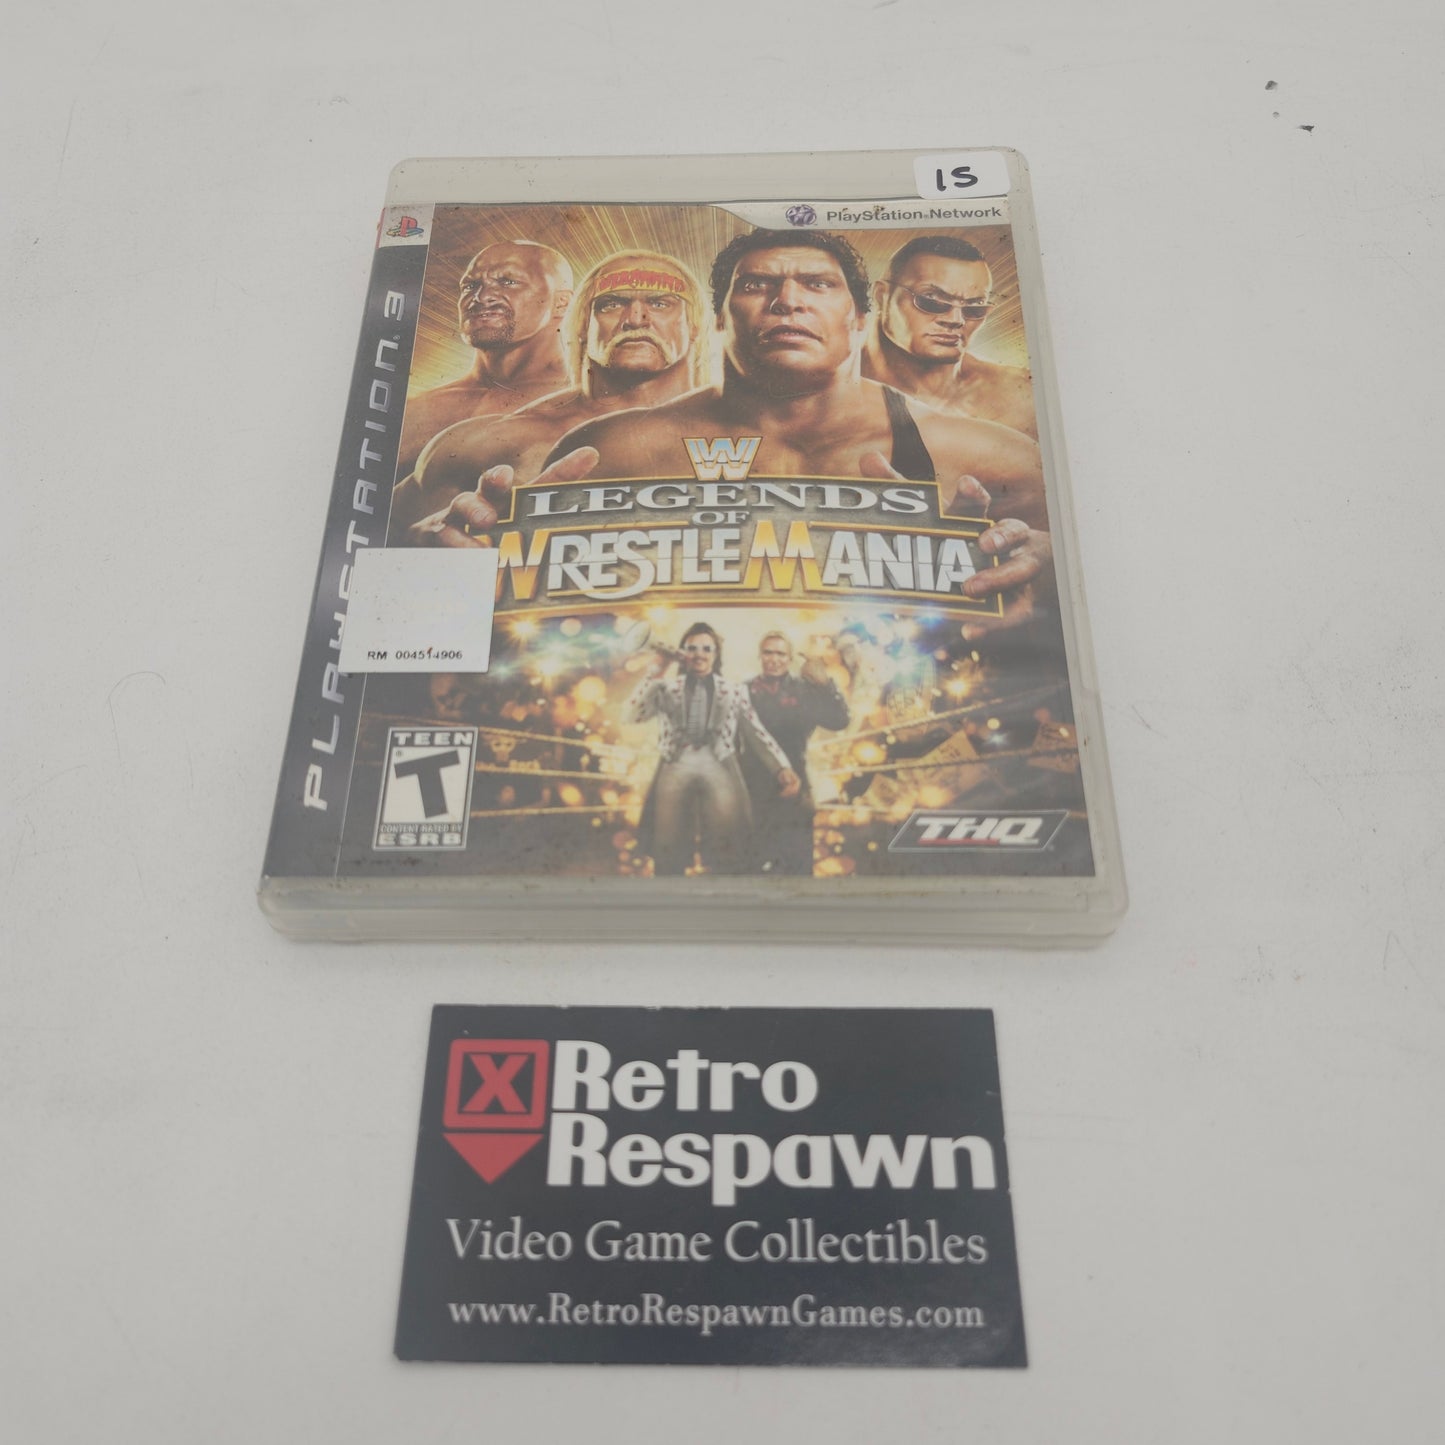 15
PlayStation Network
PLAYSTATION 3
W
LEGENDS
OF
WRESTLEMANIA
RM 004514906
TEEN
T
CONTENT RATED BY
ESRB
THQ
X Retro
Respawn
Video Game Collectibles
www.RetroRespawnGames.com